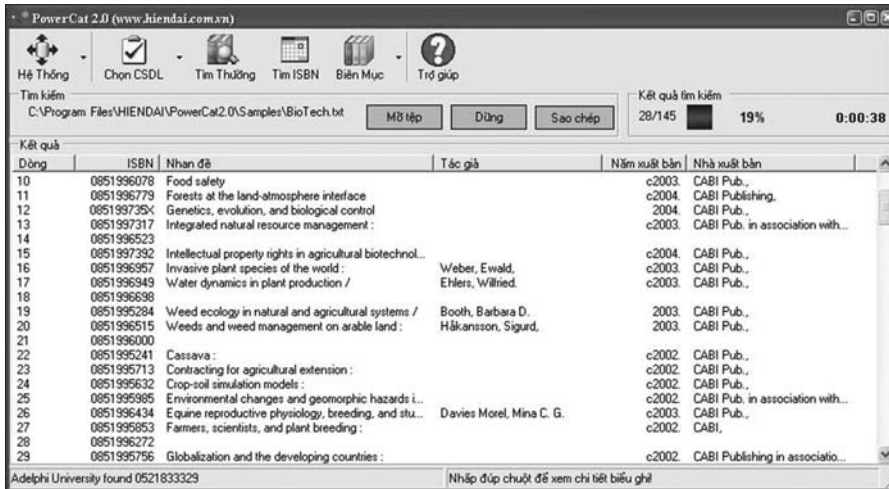 PowerCat 2.0 (www.hiendai.com.vn)
Hệ Thống Chọn CSDL Tìm Thường Tìm ISBN Biên Mục Trợ giúp
Tìm kiếm Kết quả tìm kiếm
C:\Program Files\HIENDAI\PowerCat2.0\Samples\BioTech.txt Mở tệp Dừng Sao chép 28/145 19% 0:00:38
Kết quả
Dòng ISBN Nhan đề Tác giả Năm xuất bản Nhà xuất bản
10 0851996078 Food safety c2003. CABI Pub.,
11 0851996779 Forests at the land-atmosphere interface c2004. CABI Publishing,
12 085199735X Genetics, evolution, and biological control 2004. CABI Pub.,
13 0851997317 Integrated natural resource management : c2003. CABI Pub. in association with...
14 0851996523
15 0851997392 Intellectual property rights in agricultural biotechnol... c2004. CABI Pub.,
16 0851996957 Invasive plant species of the world : Weber, Ewald, c2003. CABI Pub.,
17 0851996949 Water dynamics in plant production / Ehlers, Wilfried. c2003. CABI Pub.,
18 0851996698
19 0851995284 Weed ecology in natural and agricultural systems / Booth, Barbara D. 2003. CABI Pub.,
20 0851996515 Weeds and weed management on arable land : Håkansson, Sigurd, 2003. CABI Pub.,
21 0851996000
22 0851995241 Cassava : c2002. CABI Pub.,
23 0851995713 Contracting for agricultural extension : c2002. CABI Pub.,
24 0851995632 Crop-soil simulation models : c2002. CABI Pub.,
25 0851995985 Environmental changes and geomorphic hazards i... c2002. CABI Pub. in association with...
26 0851996434 Equine reproductive physiology, breeding, and stu... Davies Morel, Mina C. G. c2003. CABI Pub.,
27 0851995853 Farmers, scientists, and plant breeding : c2002. CABI,
28 0851996272
29 0851995756 Globalization and the developing countries : c2002. CABI Publishing in associatio...
Adelphi University found 0521833329 Nhấp đúp chuột để xem chi tiết biểu ghi!